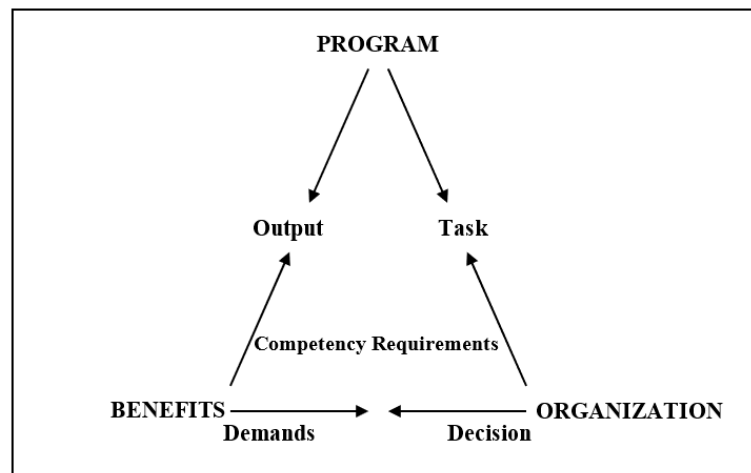 PROGRAM
Output Task
Competency Requirements
BENEFITS ORGANIZATION
Demands Decision